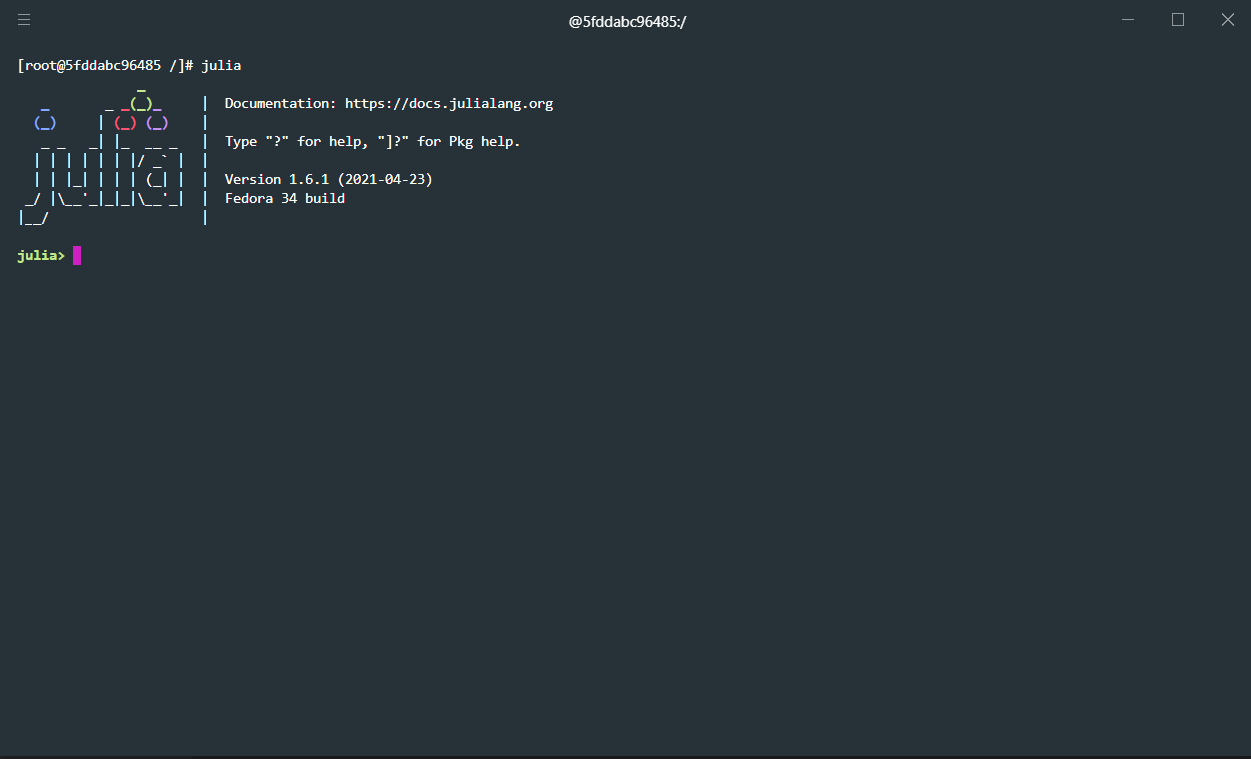 @5fddabc96485:/
[root@5fddabc96485 /]# julia
               _
   _       _ _(_)_     |  Documentation: https://docs.julialang.org
  (_)     | (_) (_)    |
   _ _   _| |_  __ _   |  Type "?" for help, "]?" for Pkg help.
  | | | | | | |/ _` |  |
  | | |_| | | | (_| |  |  Version 1.6.1 (2021-04-23)
 _/ |\__'_|_|_|\__'_|  |  Fedora 34 build
|__/                   |
julia>